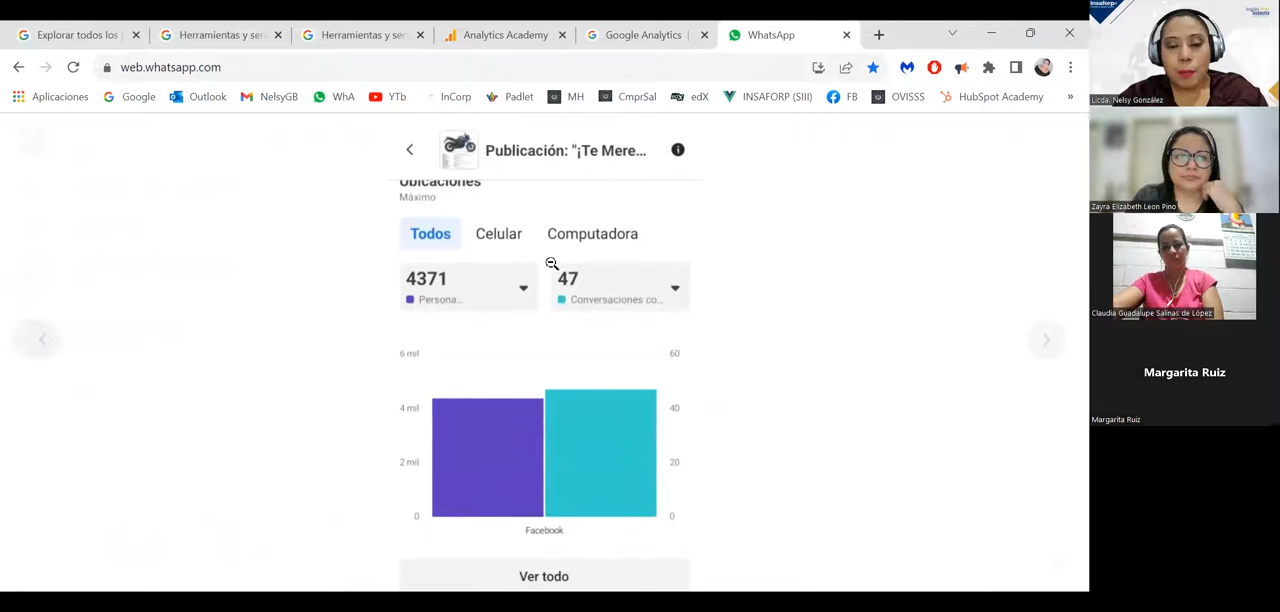 Explorar todos los
Herramientas y ser
Herramientas y ser
Analytics Academy
Google Analytics
WhatsApp
web.whatsapp.com
Aplicaciones
Google
Outlook
NelsyGB
WhA
YTb
InCorp
Padlet
MH
CmprSal
edX
INSAFORP (SIII)
FB
OVISSS
HubSpot Academy
»
Publicación: "¡Te Mere...
Ubicaciones
Máximo
Todos
Celular
Computadora
4371
Persona...
47
Conversaciones co...
6 mil
60
4 mil
40
2 mil
20
0
0
Facebook
Ver todo
Insaforp
Licda. Nelsy González
Zayra Elizabeth Leon Pino
Claudia Guadalupe Salinas de López
Margarita Ruiz
Margarita Ruiz